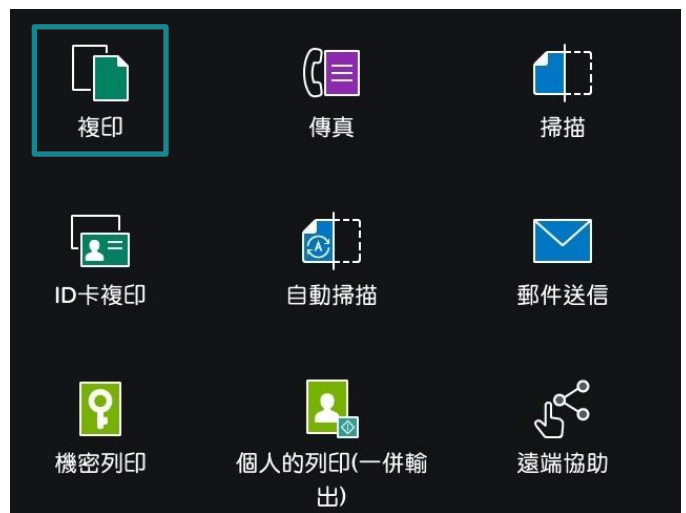 複印
傳真
掃描
ID卡複印
自動掃描
郵件送信
機密列印
個人的列印(一併輸
出)
遠端協助